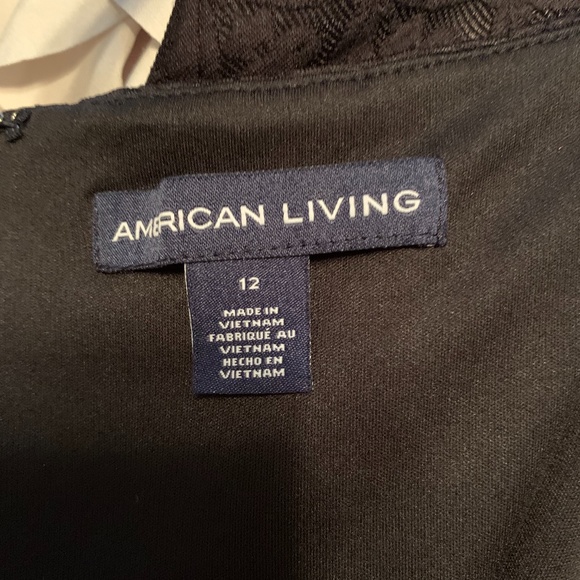 AMERICAN LIVING
12
MADE IN
VIETNAM
FABRIQUÉ AU
VIETNAM
HECHO EN
VIETNAM